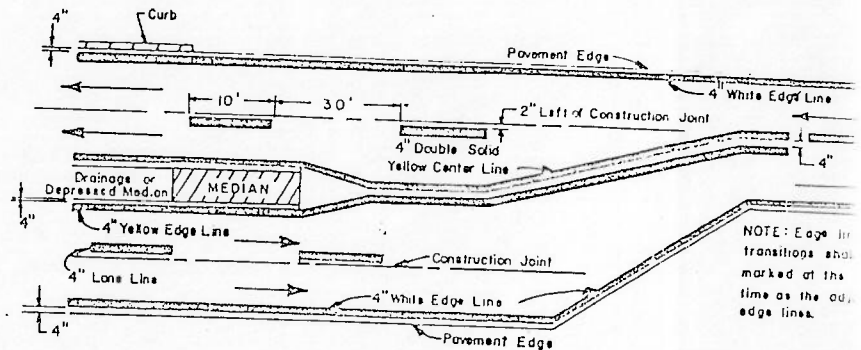 4"
Curb
Pavement Edge
4" White Edge Line
10'
30'
2" Left of Construction Joint
4" Double Solid
Yellow Center Line
4"
Drainage or
Depressed Median
MEDIAN
4"
4" Yellow Edge Line
4" Lane Line
Construction Joint
4" White Edge Line
4"
Pavement Edge
NOTE: Edge
transitions
marked at the
time as the
edge lines.